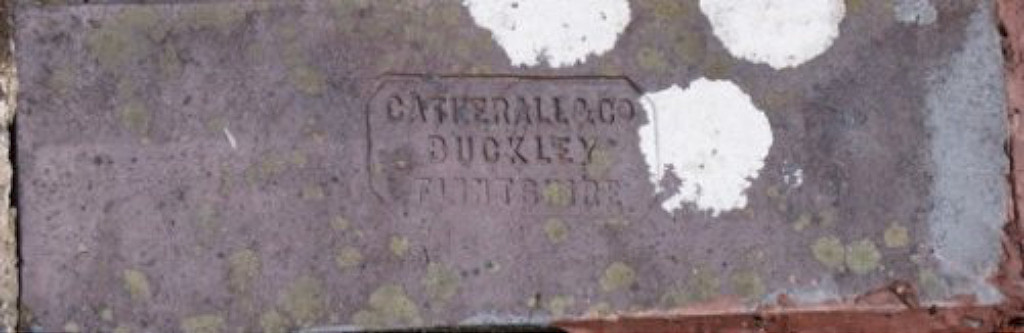 CATHERALL & CO
BUCKLEY
FLINTSHIRE